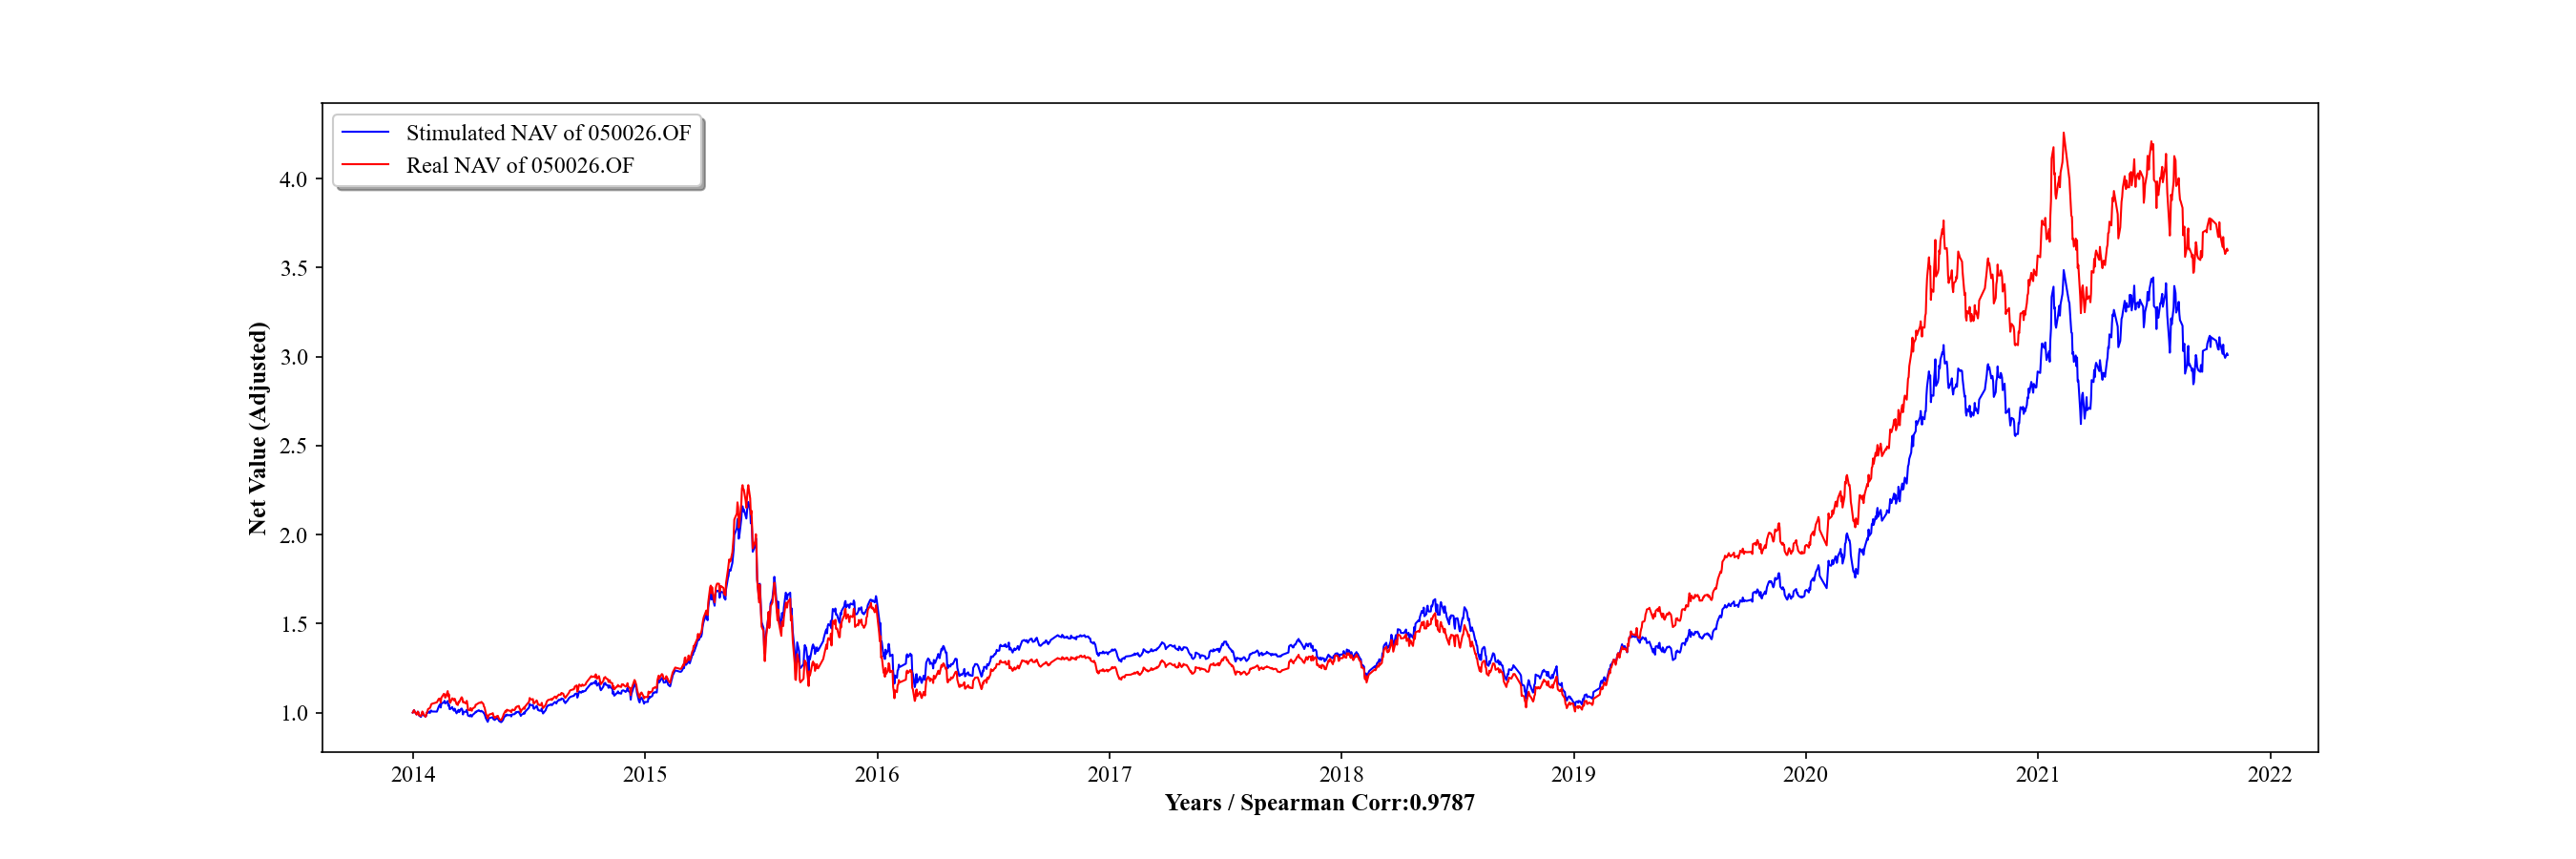 Stimulated NAV of 050026.OF
Real NAV of 050026.OF
Net Value (Adjusted)
4.0
3.5
3.0
2.5
2.0
1.5
1.0
2014 2015 2016 2017 2018 2019 2020 2021 2022
Years / Spearman Corr:0.9787